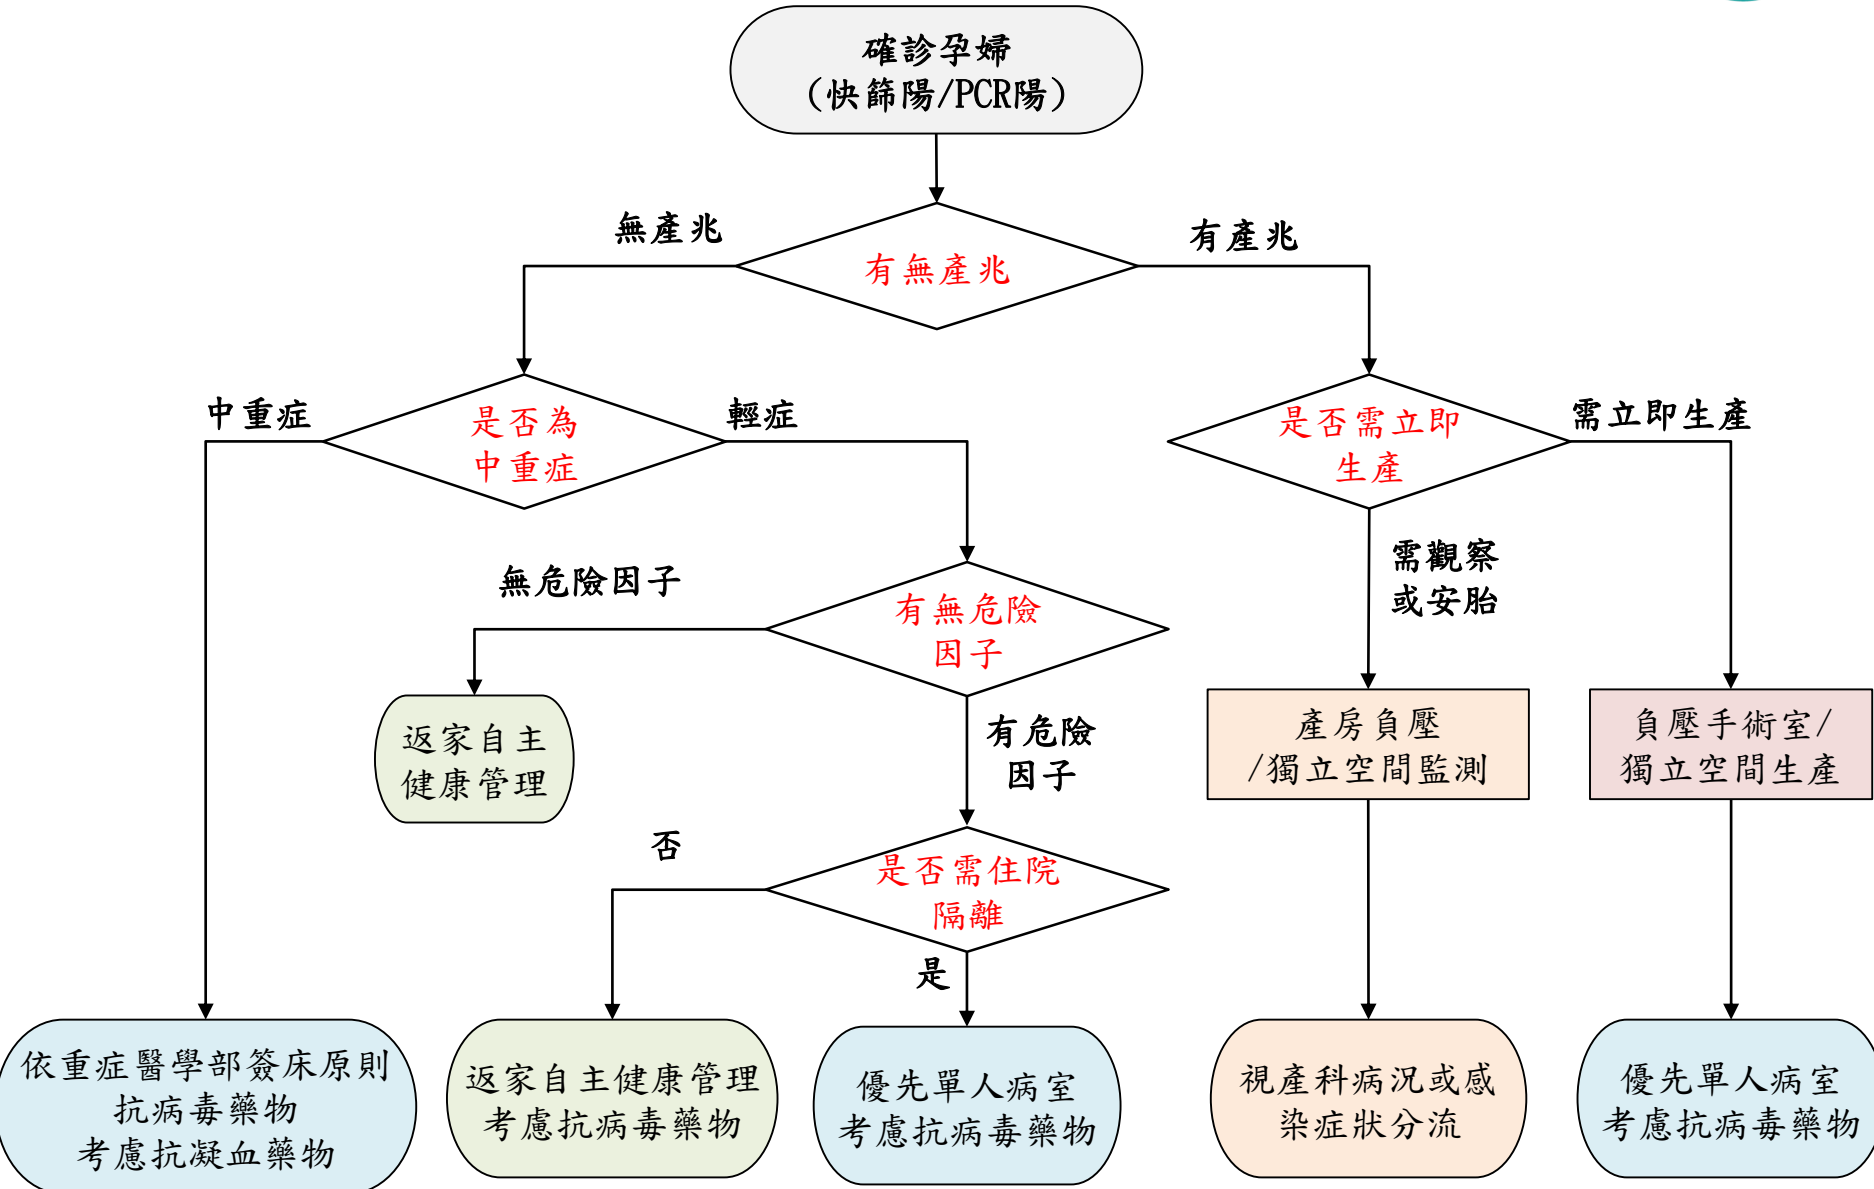 確診孕婦
(快篩陽/PCR陽)
無產兆
有產兆
有無產兆
中重症
是否為
中重症
輕症
是否需立即
生產
需立即生產
需觀察
或安胎
無危險因子
有無危險
因子
返家自主
健康管理
有危險
因子
產房負壓
/獨立空間監測
負壓手術室/
獨立空間生產
否
是否需住院
隔離
是
依重症醫學部簽床原則
抗病毒藥物
考慮抗凝血藥物
返家自主健康管理
考慮抗病毒藥物
優先單人病室
考慮抗病毒藥物
視產科病況或感
染症狀分流
優先單人病室
考慮抗病毒藥物